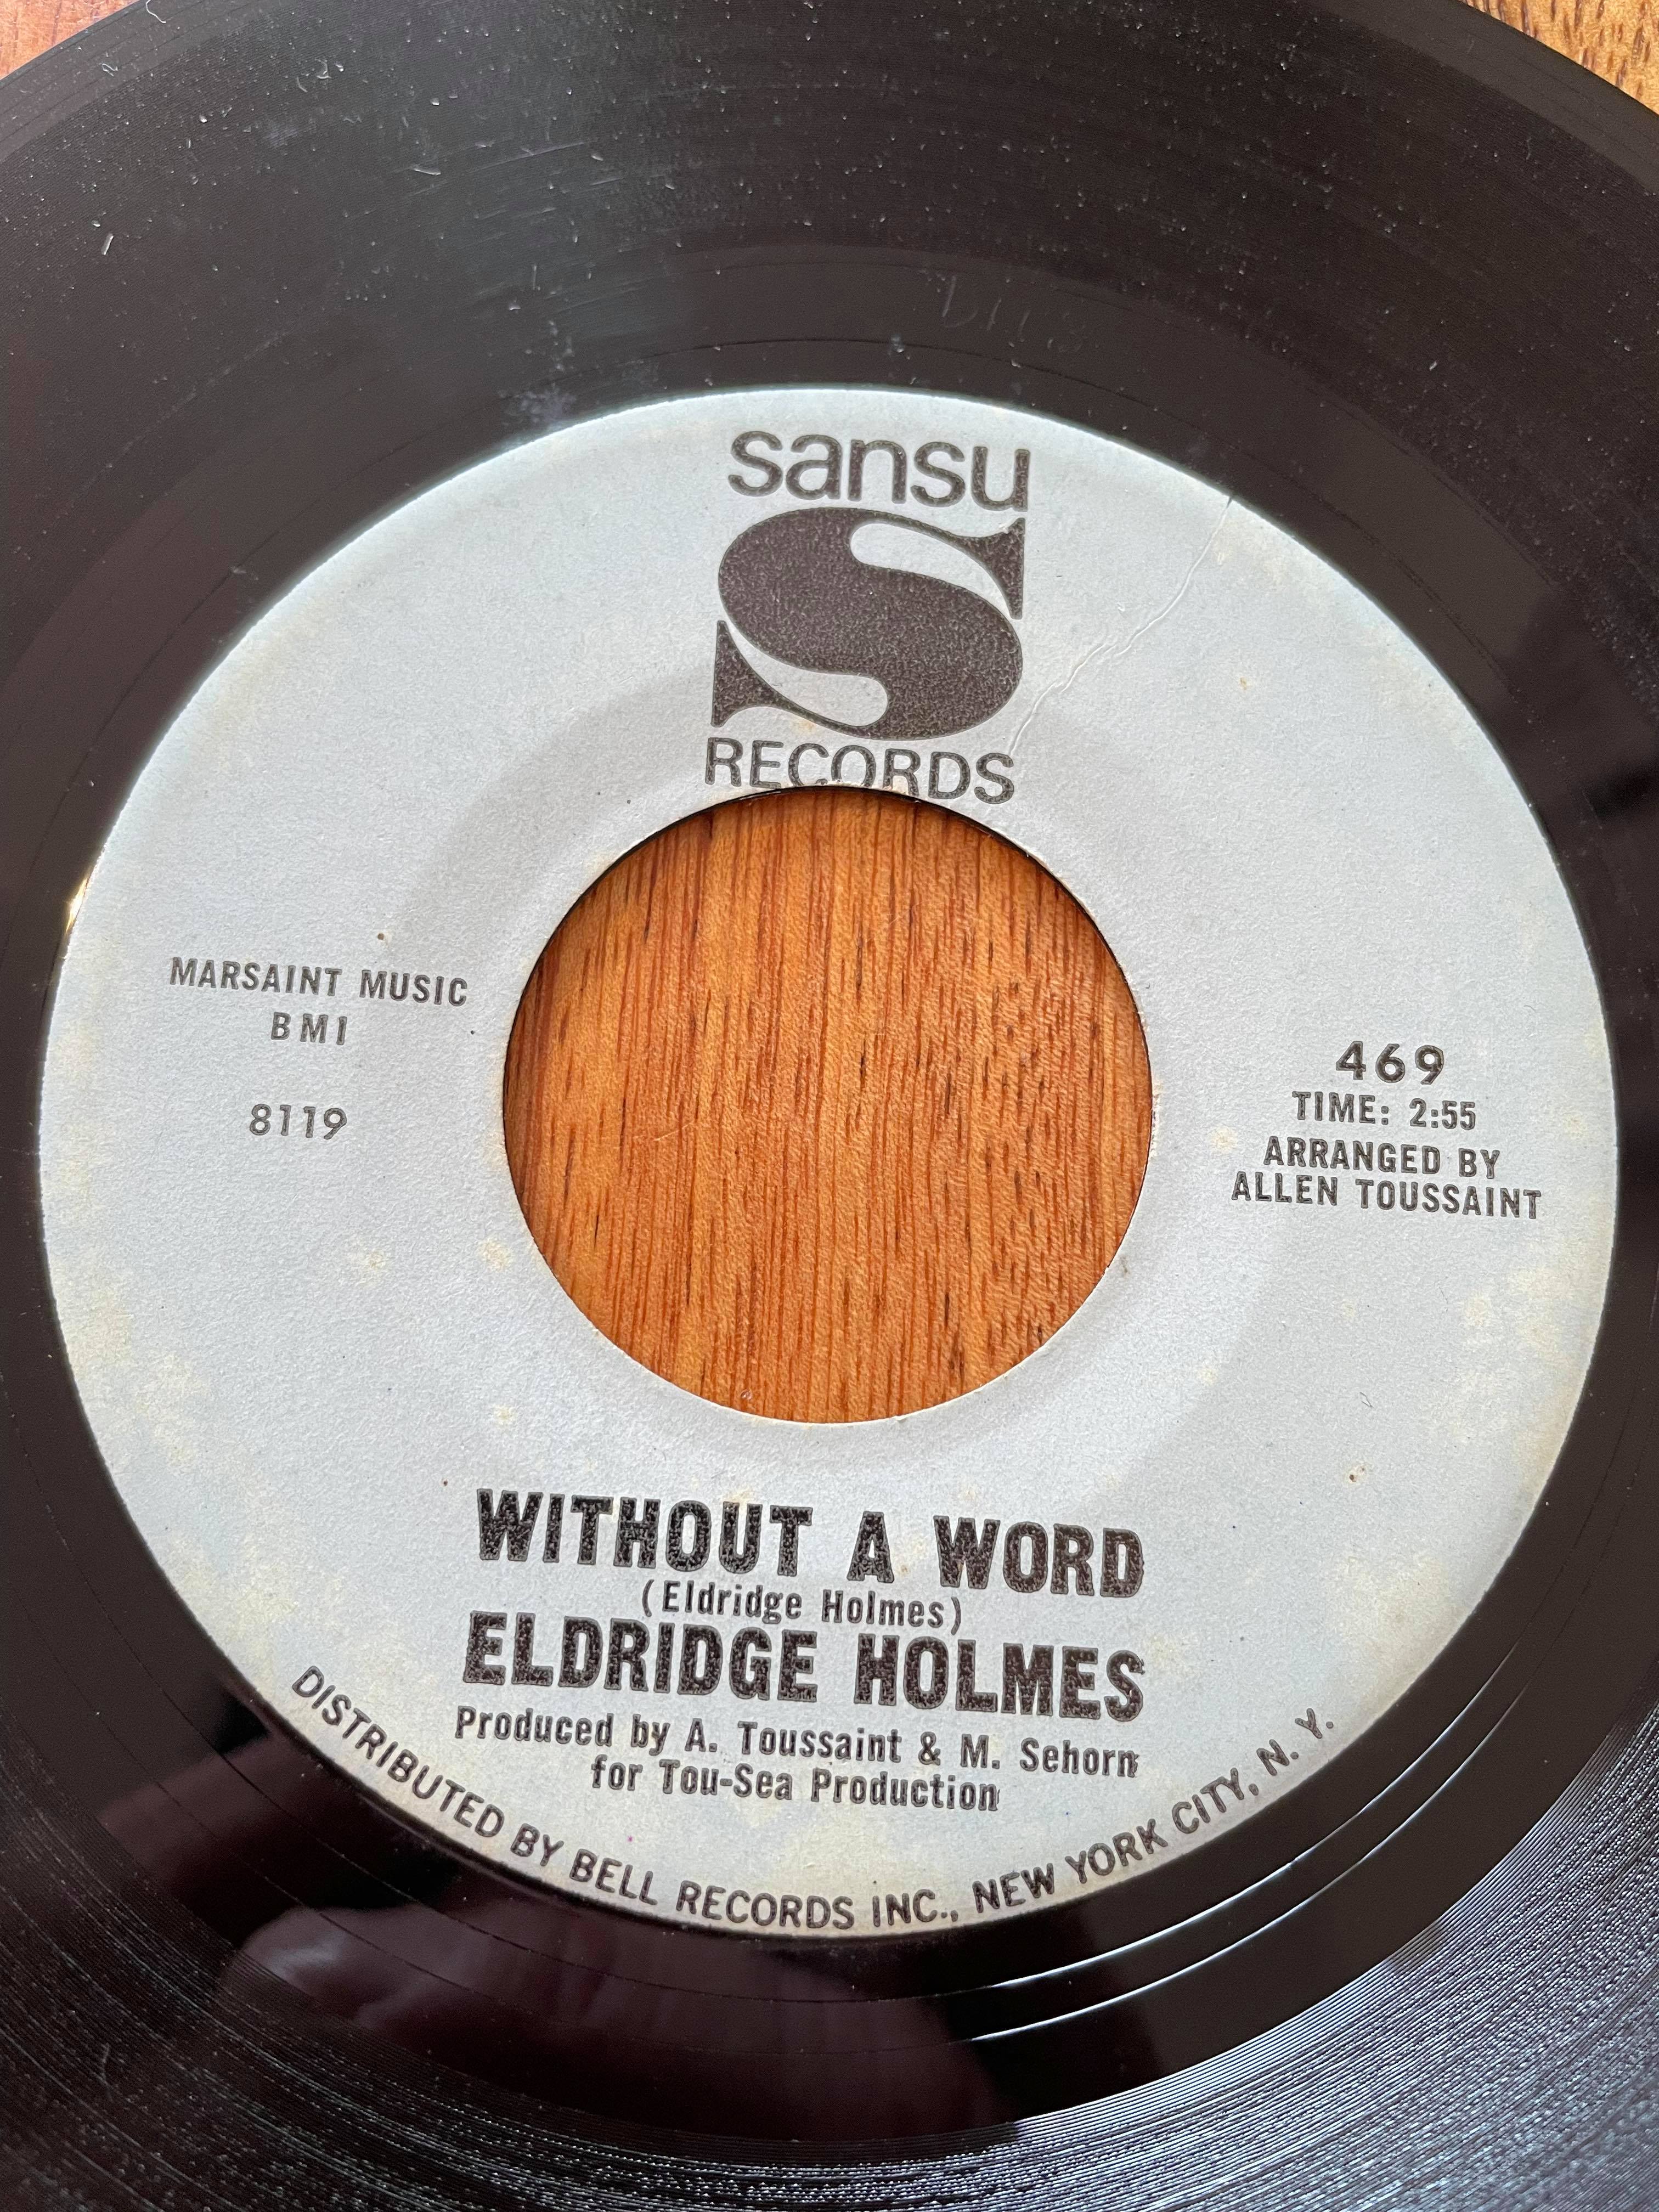 sansu
S
RECORDS
MARSAINT MUSIC
BMI
8119
469
TIME: 2:55
ARRANGED BY
ALLEN TOUSSAINT
WITHOUT A WORD
(Eldridge Holmes)
ELDRIDGE HOLMES
Produced by A. Toussaint & M. Sehorn
for Tou-Sea Production
DISTRIBUTED BY BELL RECORDS INC., NEW YORK CITY, N. Y.